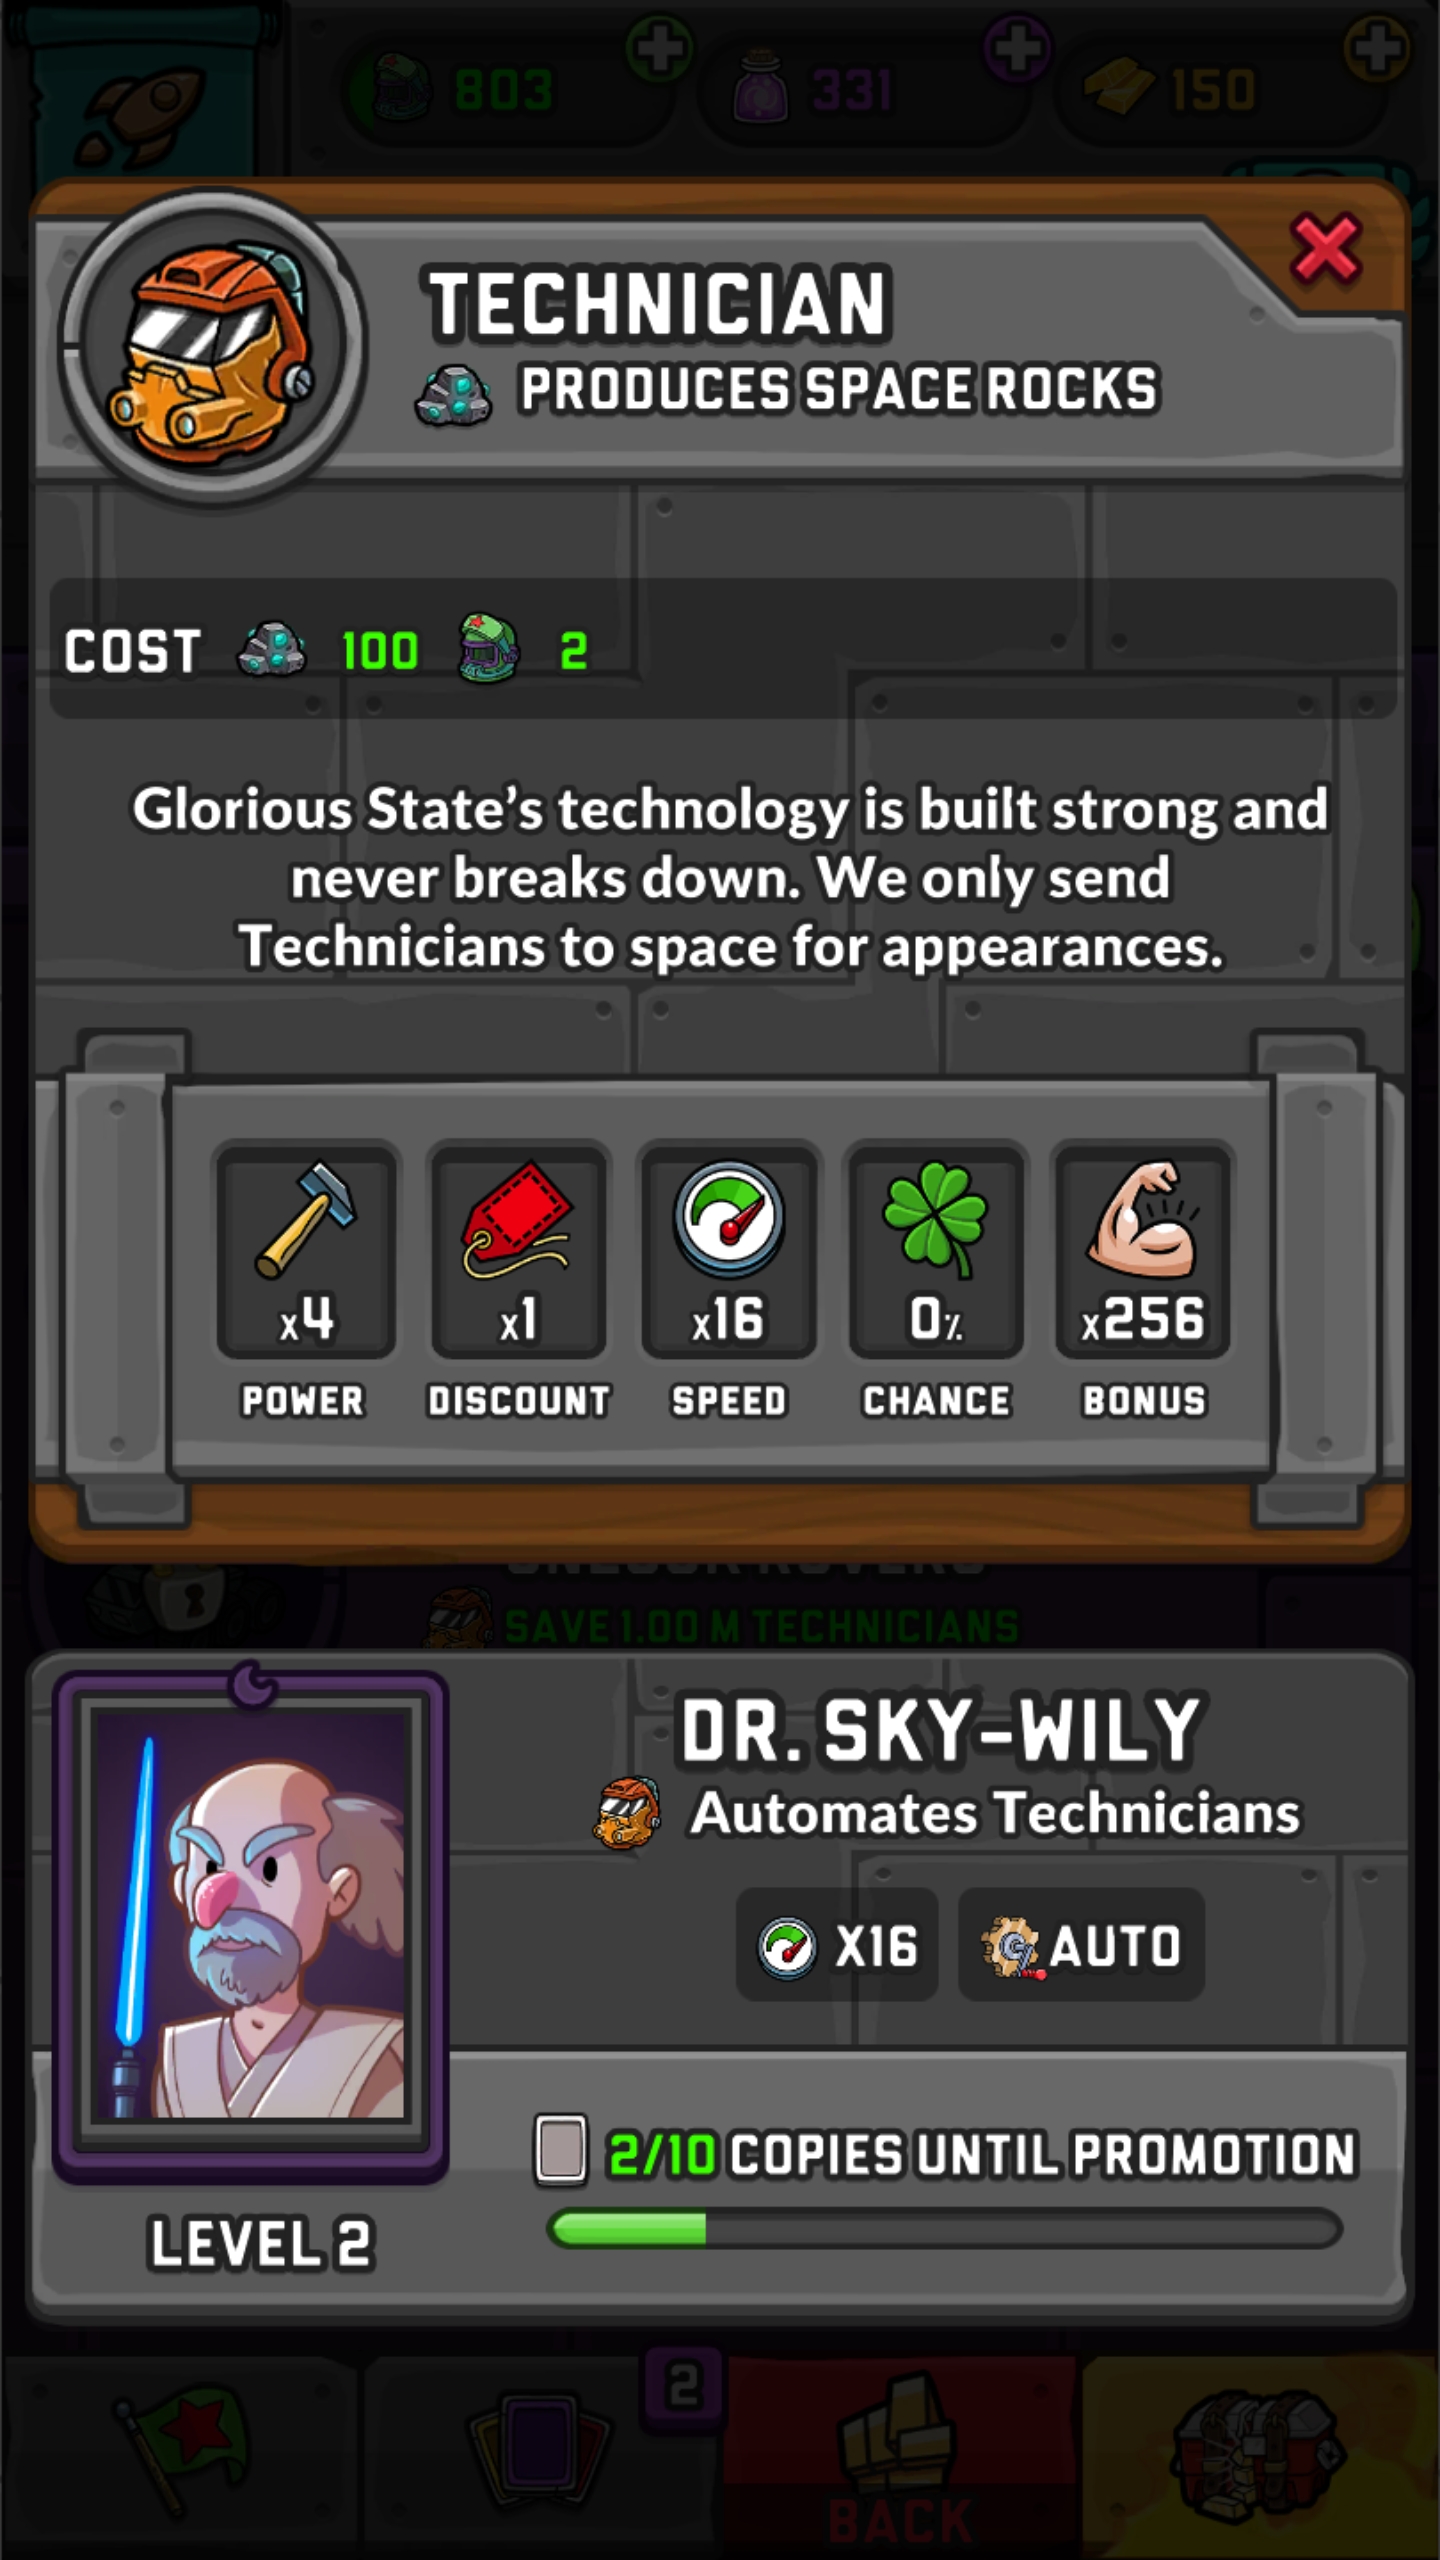 803 331 150
TECHNICIAN
PRODUCES SPACE ROCKS
COST 100 2
Glorious State's technology is built strong and
never breaks down. We only send
Technicians to space for appearances.
x4 x1 x16 0% x256
POWER DISCOUNT SPEED CHANCE BONUS
UNLOCK ROVERS
SAVE 1.00 M TECHNICIANS
DR. SKY-WILY
Automates Technicians
X16 AUTO
2/10 COPIES UNTIL PROMOTION
LEVEL 2
2
BACK